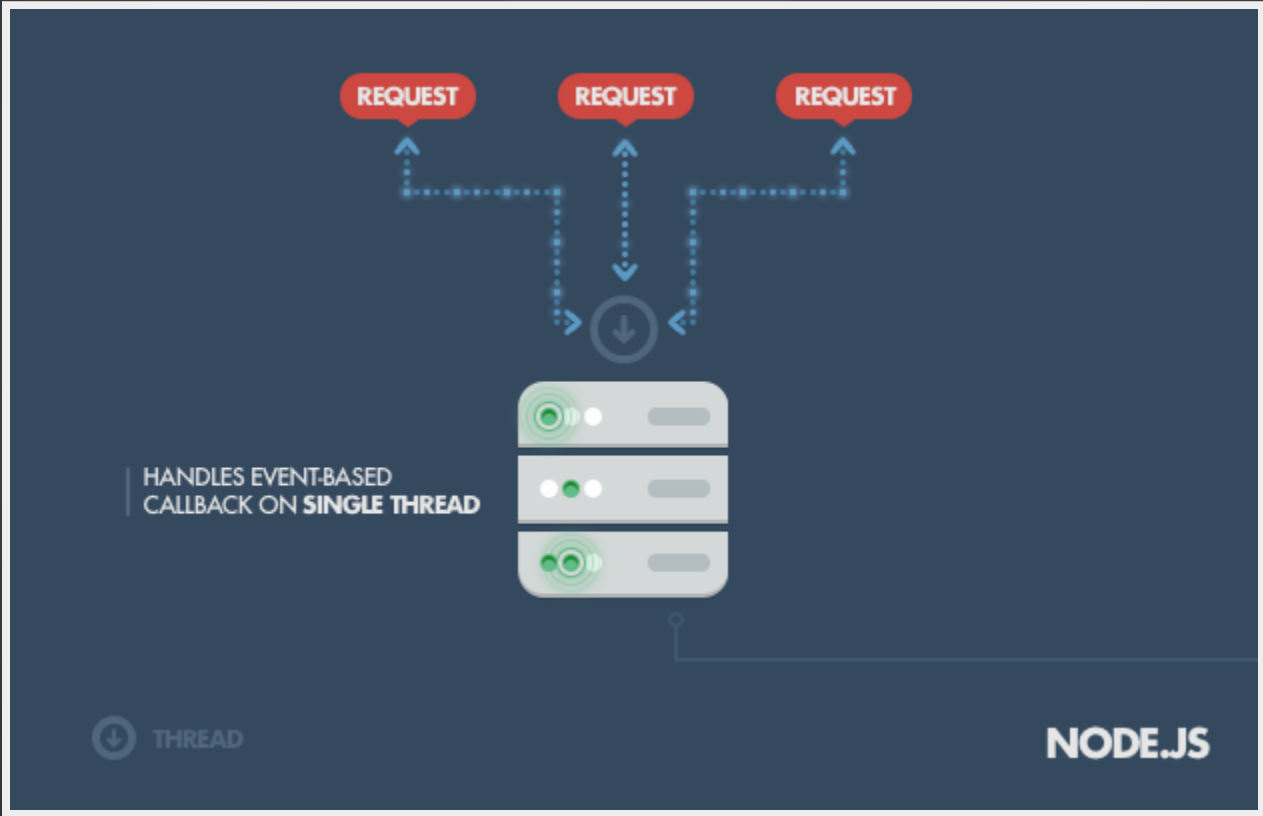 REQUEST
REQUEST
REQUEST
HANDLES EVENT-BASED
CALLBACK ON SINGLE THREAD
THREAD
NODE.JS